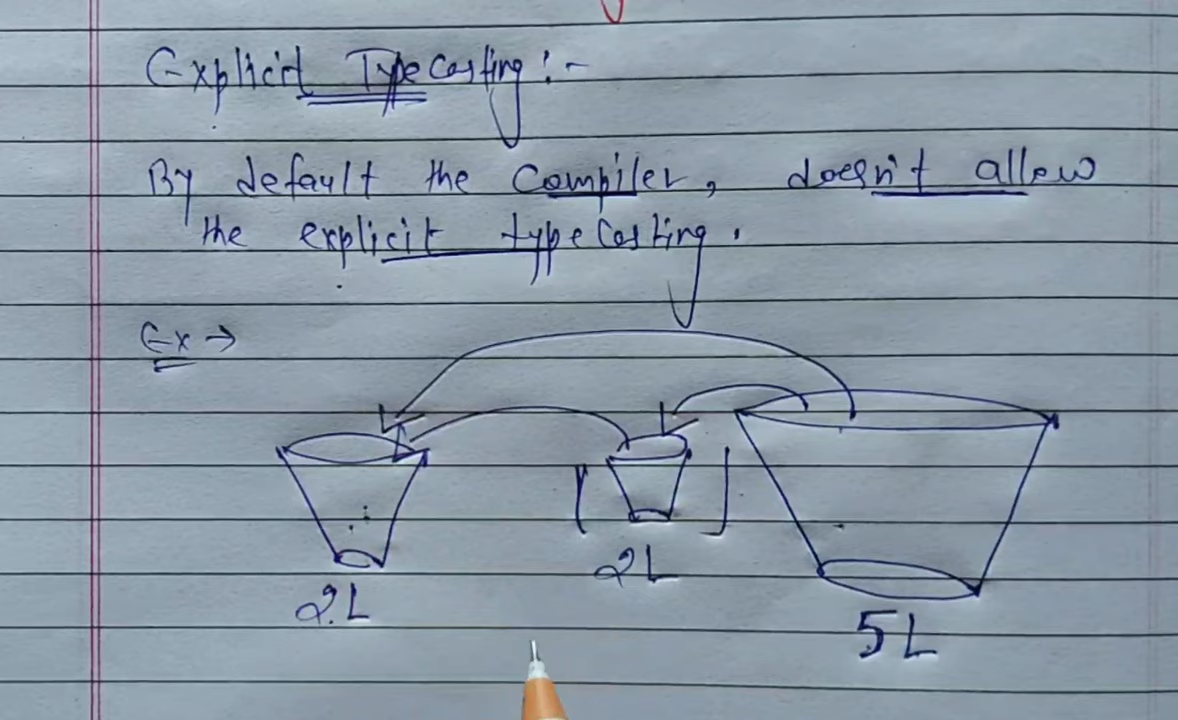 Explicit Typecasting :-
By default the Compiler, doesn't allow
the explicit typecasting.
Ex →
2L
2L
5L